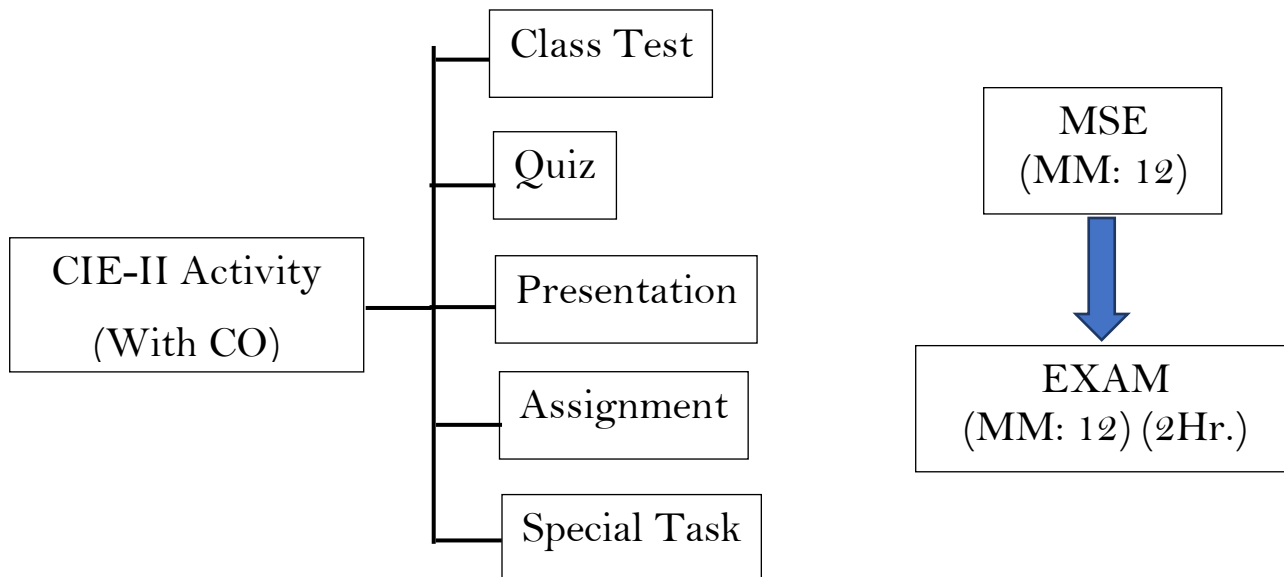 Class Test
Quiz
CIE-II Activity
(With CO)
Presentation
Assignment
Special Task
MSE
(MM: 12)
EXAM
(MM: 12) (2Hr.)